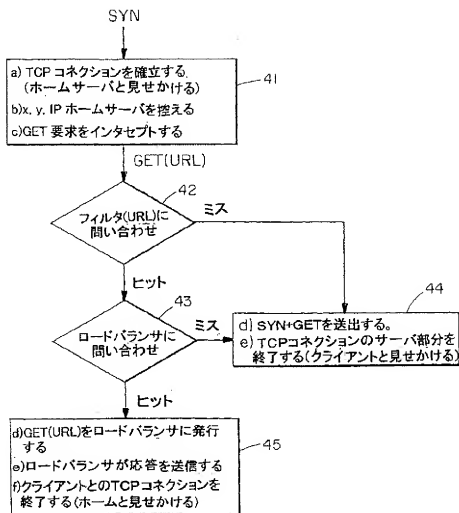 SYN
a) TCPコネクションを確立する
(ホームサーバと見せかける)
b)x, y, IP ホームサーバを控える
c)GET 要求をインタセプトする
41
GET(URL)
42
フィルタ(URL)に
問い合わせ
ミス
ヒット
43
ロードバランサに
問い合わせ
ミス
44
d) SYN+GETを送出する。
e) TCPコネクションのサーバ部分を
終了する(クライアントと見せかける)
ヒット
d)GET(URL)をロードバランサに発行
する
e)ロードバランサが応答を送信する
f)クライアントとのTCPコネクションを
終了する(ホームと見せかける)
45